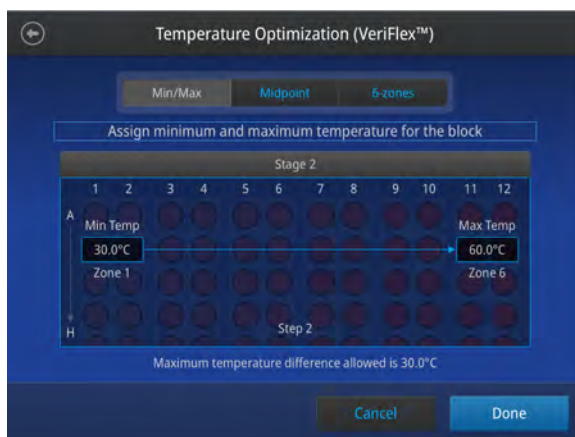 Temperature Optimization (VeriFlex™)
Min/Max Midpoint 6-zones
Assign minimum and maximum temperature for the block
Stage 2
1 2 3 4 5 6 7 8 9 10 11 12
A
Min Temp Max Temp
30.0°C 60.0°C
Zone 1 Zone 6
H Step 2
Maximum temperature difference allowed is 30.0°C
Cancel Done